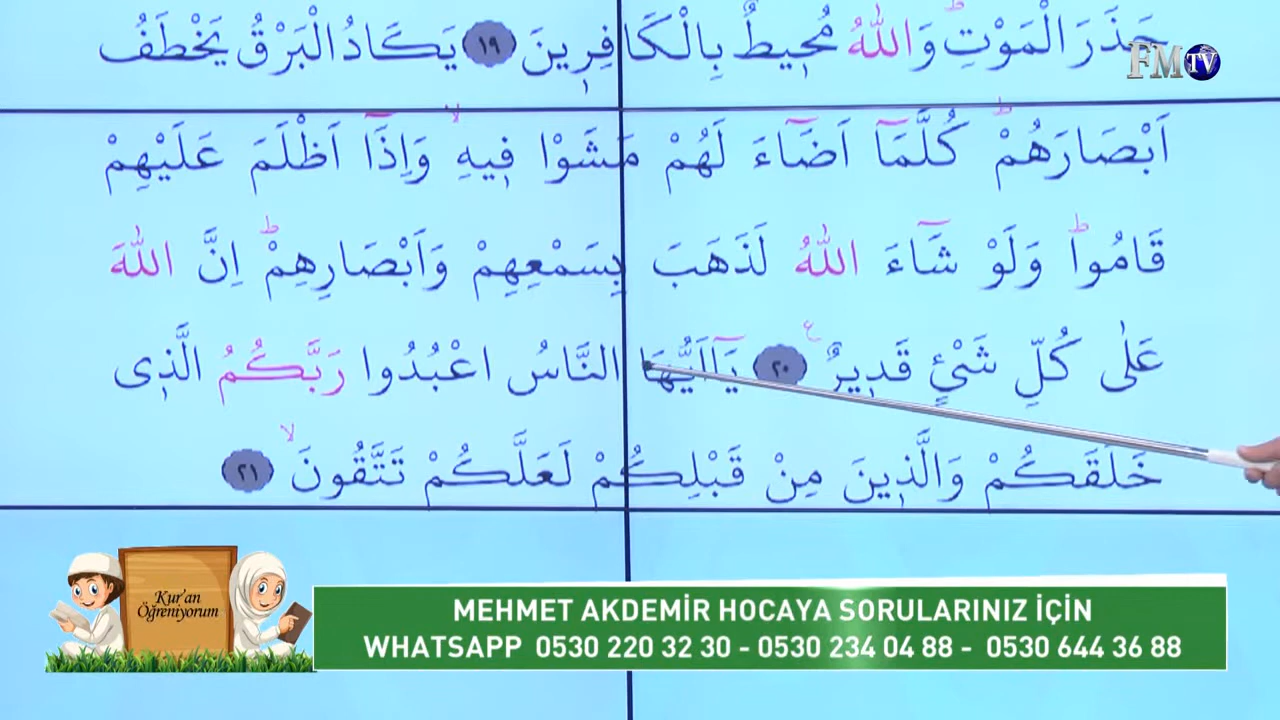 حَذَرَ الْمَوْتِۜ وَاللّٰهُ مُحٖيطٌ بِالْكَافِرٖينَ ﴿١٩﴾ يَكَادُ الْبَرْقُ يَخْطَفُ
اَبْصَارَهُمْۜ كُلَّمَٓا اَضَٓاءَ لَهُمْ مَشَوْا فٖيهِۙ وَاِذَٓا اَظْلَمَ عَلَيْهِمْ
قَامُواۜ وَلَوْ شَٓاءَ اللّٰهُ لَذَهَبَ بِسَمْعِهِمْ وَاَبْصَارِهِمْۜ اِنَّ اللّٰهَ
عَلٰى كُلِّ شَيْئٍ قَدٖيرٌ ﴿٢٠﴾ يَٓااَيُّهَا النَّاسُ اعْبُدُوا رَبَّكُمُ الَّذٖى
خَلَقَكُمْ وَالَّذٖينَ مِنْ قَبْلِكُمْ لَعَلَّكُمْ تَتَّقُونَۙ ﴿٢١﴾
FM TV
Kur'an
Öğreniyorum
MEHMET AKDEMİR HOCAYA SORULARINIZ İÇİN
WHATSAPP 0530 220 32 30 - 0530 234 04 88 - 0530 644 36 88